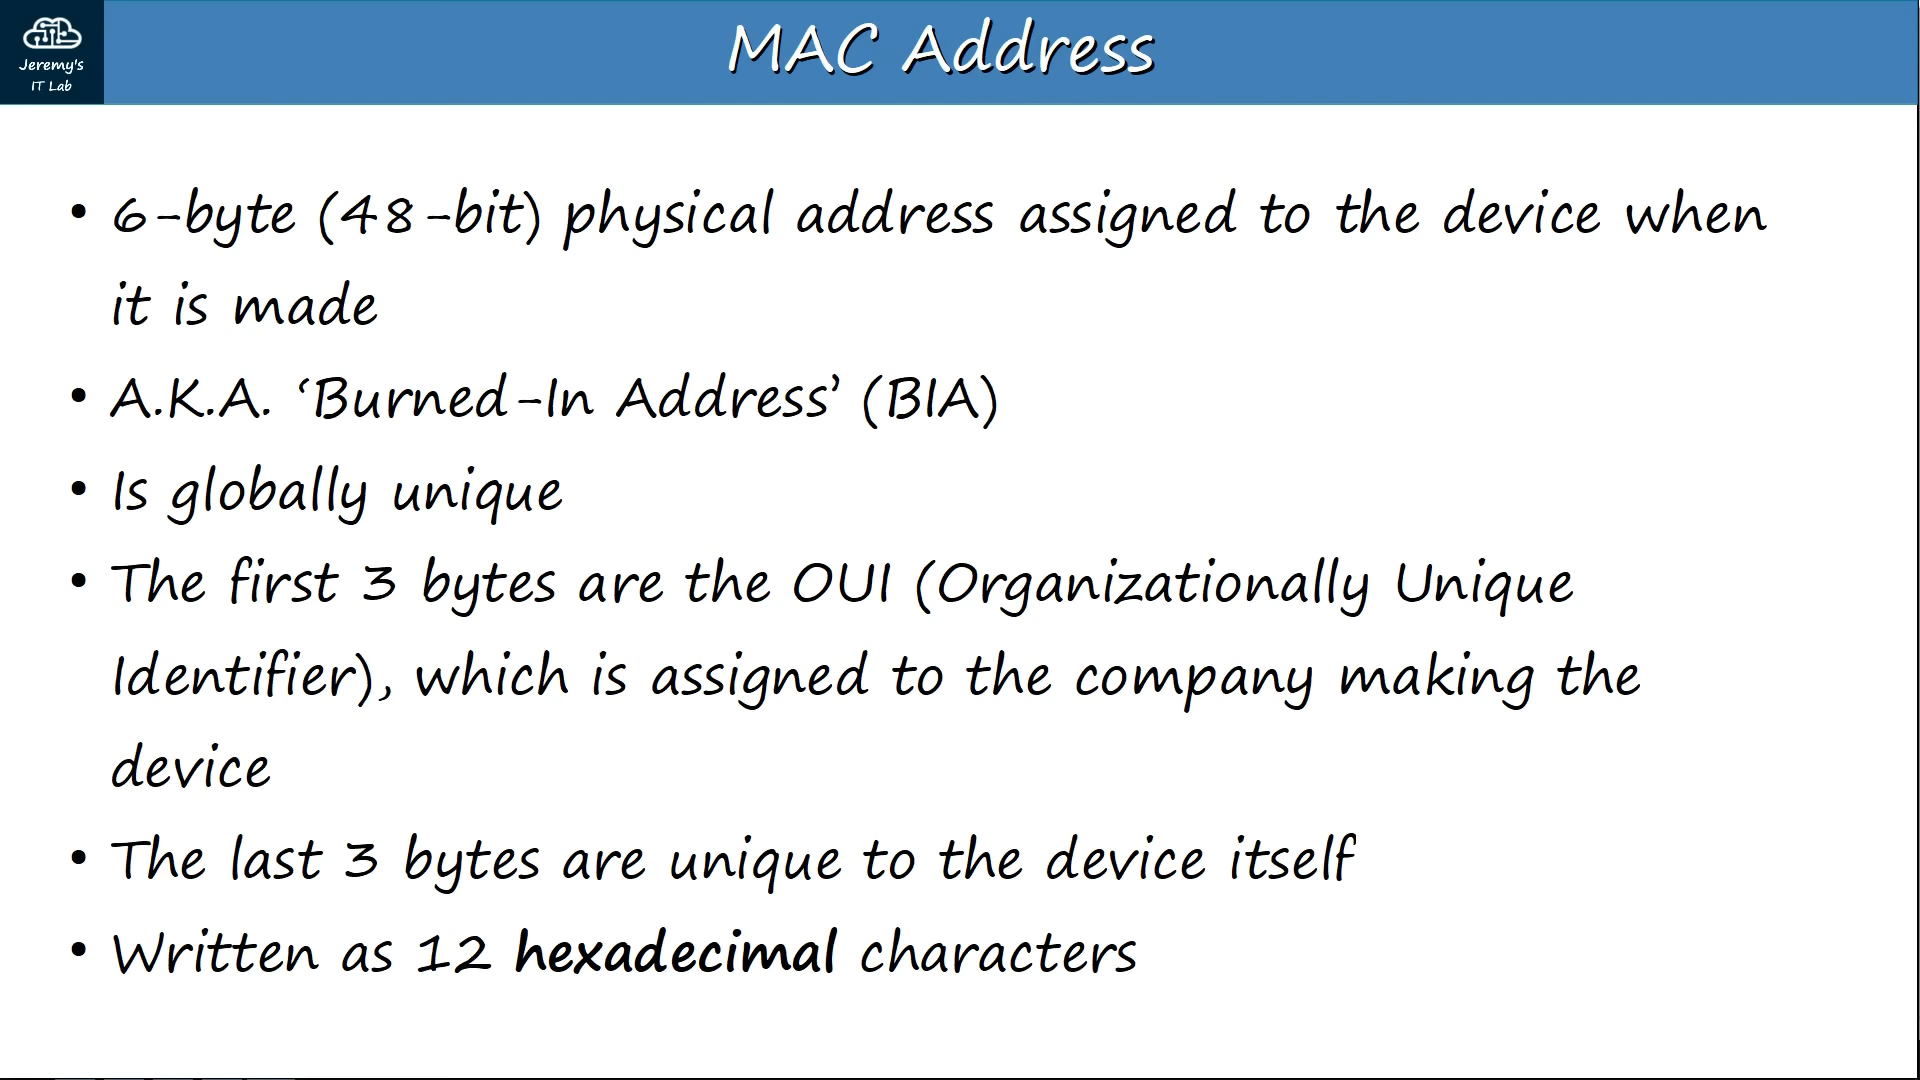 Jeremy's
IT Lab
MAC Address
• 6-byte (48-bit) physical address assigned to the device when
it is made
• A.K.A. ‘Burned-In Address’ (BIA)
• Is globally unique
• The first 3 bytes are the OUI (Organizationally Unique
Identifier), which is assigned to the company making the
device
• The last 3 bytes are unique to the device itself
• Written as 12 hexadecimal characters